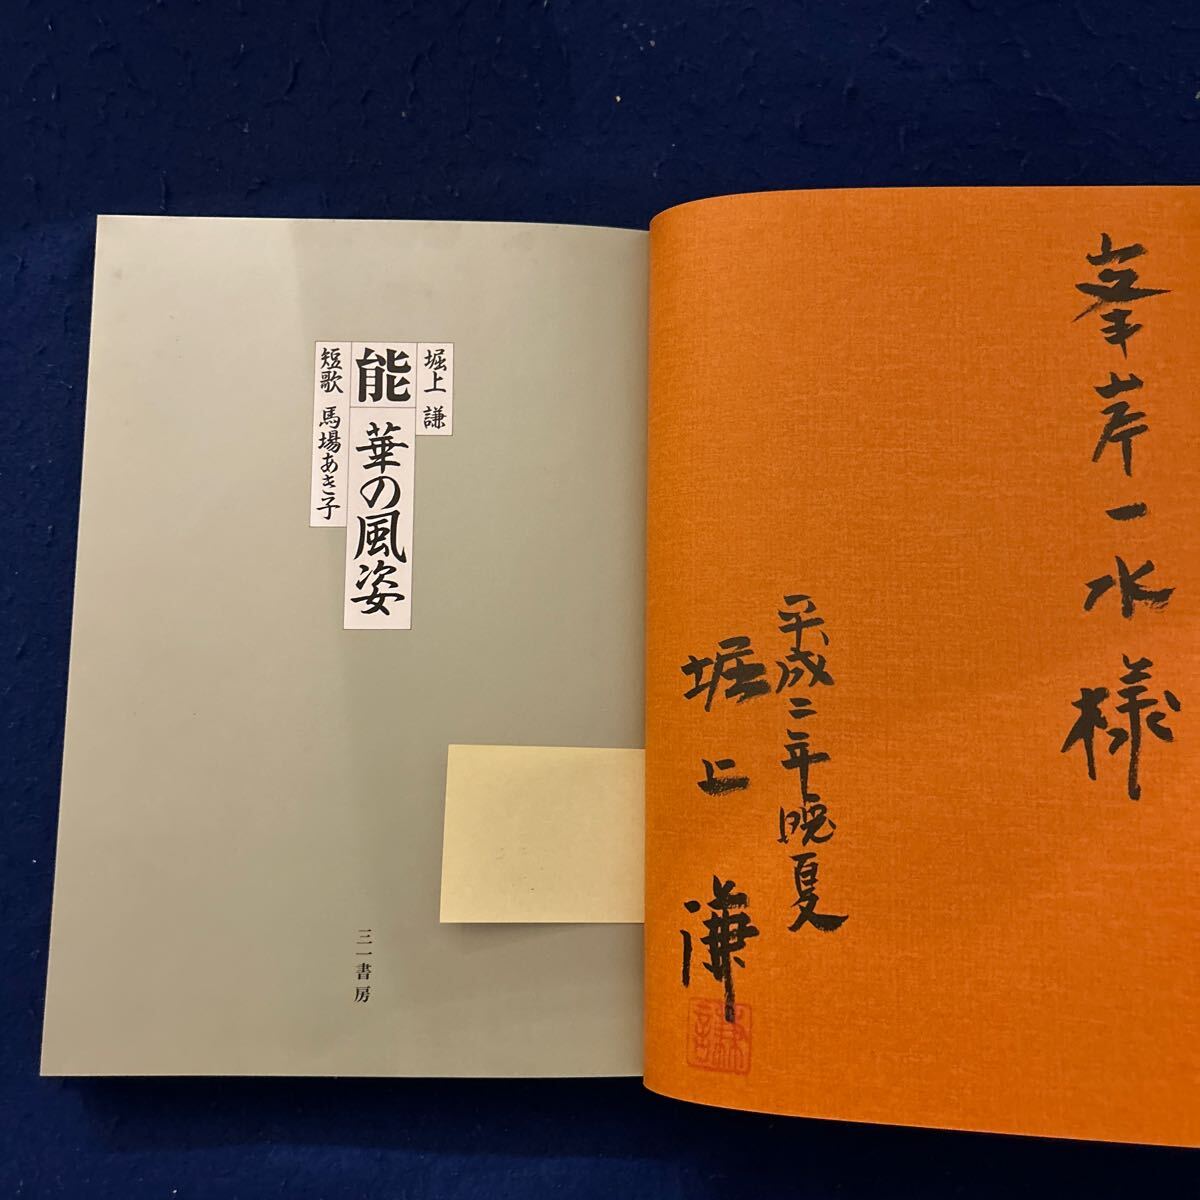 峯岸一水様
平成二年晩夏
堀上謙
謙
堀上 謙
能 華の風姿
短歌 馬場あき子
三一書房